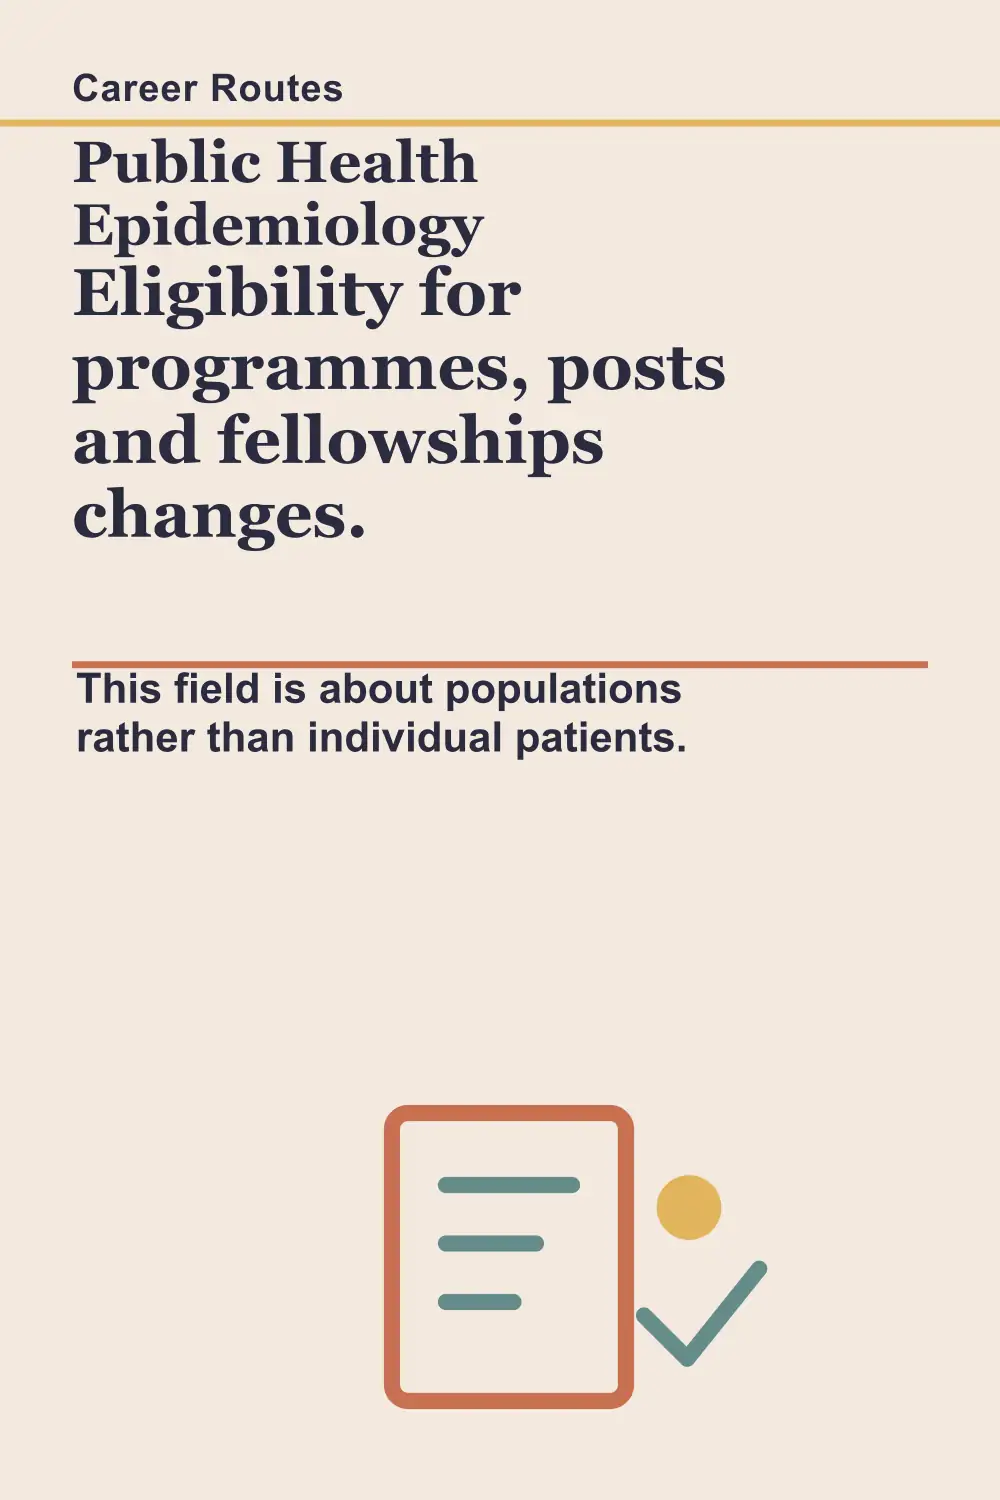 Career Routes
Public Health
Epidemiology
Eligibility for
programmes, posts
and fellowships
changes.
This field is about populations
rather than individual patients.